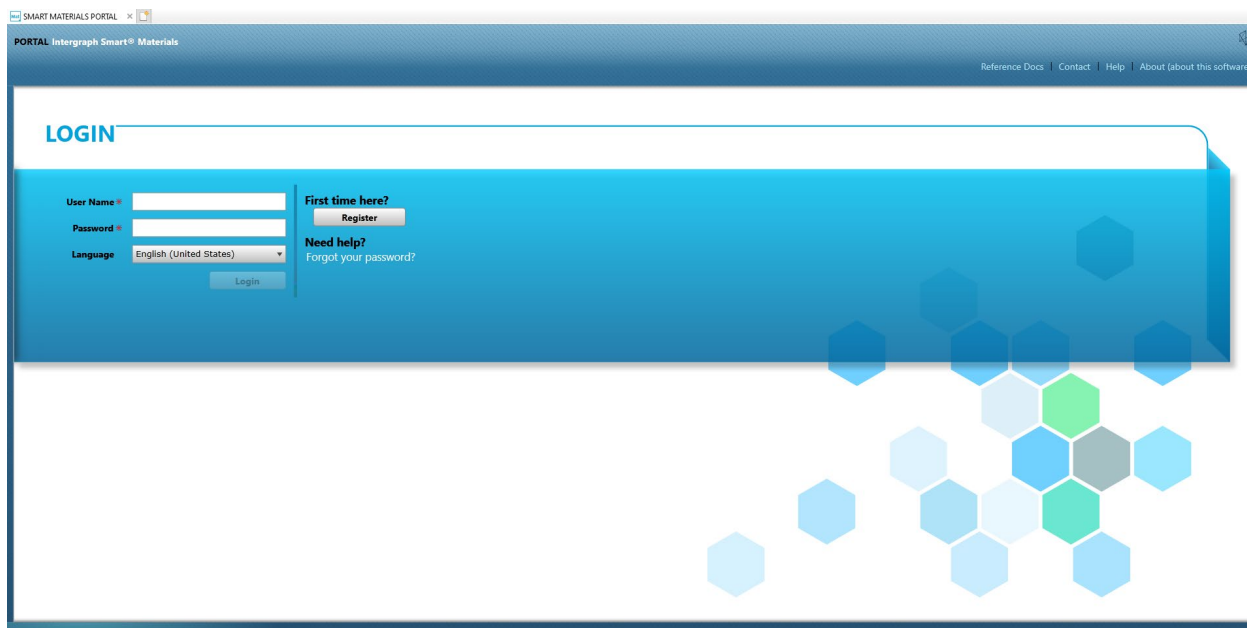 SMART MATERIALS PORTAL
PORTAL Intergraph Smart® Materials
Reference Docs | Contact | Help | About (about this software
LOGIN
User Name *
Password *
Language English (United States)
Login
First time here?
Register
Need help?
Forgot your password?